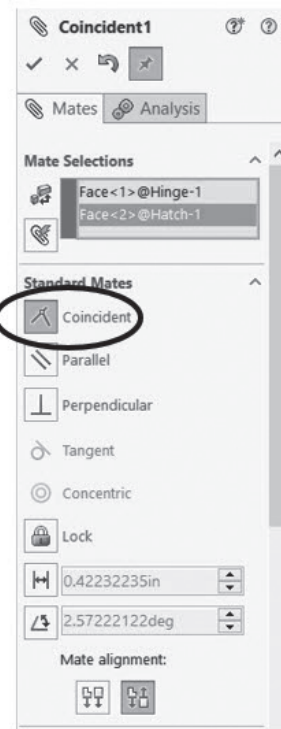 Coincident1
Mates Analysis
Mate Selections
Face<1>@Hinge-1
Face<2>@Hatch-1
Standard Mates
Coincident
Parallel
Perpendicular
Tangent
Concentric
Lock
0.42232235in
2.57222122deg
Mate alignment: